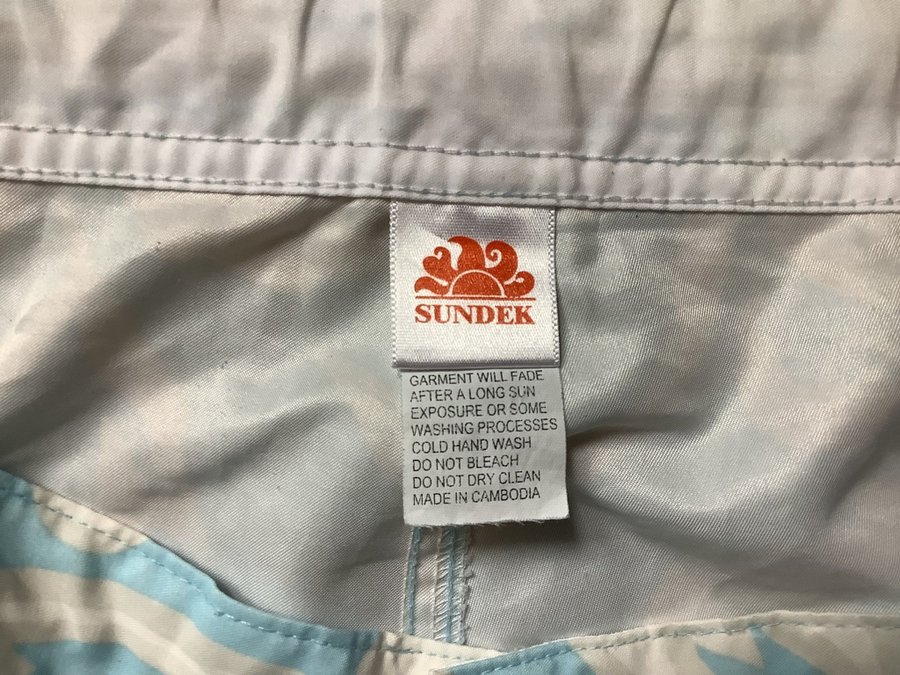 SUNDEK
GARMENT WILL FADE
AFTER A LONG SUN
EXPOSURE OR SOME
WASHING PROCESSES
COLD HAND WASH
DO NOT BLEACH
DO NOT DRY CLEAN
MADE IN CAMBODIA